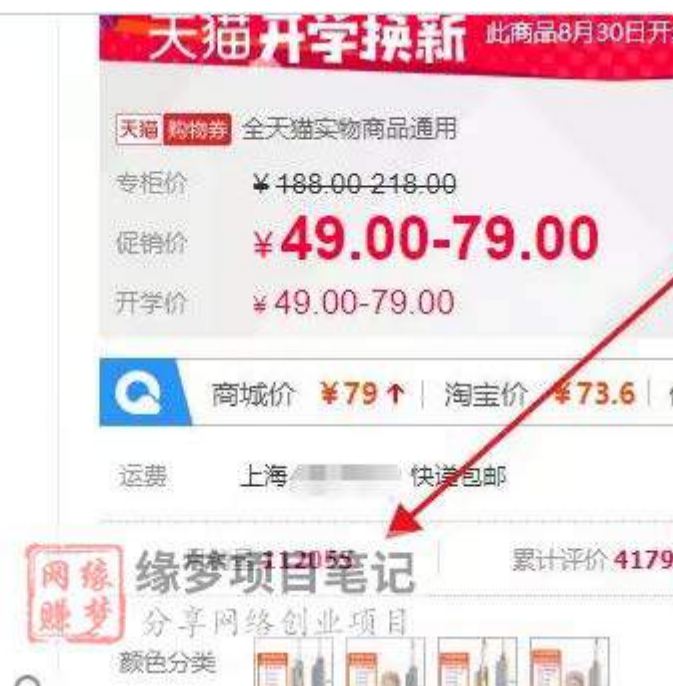 天猫开学换新 此商品8月30日开
天猫 购物券 全天猫实物商品通用
专柜价 ¥188.00-218.00
促销价 ¥49.00-79.00
开学价 ¥49.00-79.00
商城价 ¥79↑ 淘宝价 ¥73.6
运费 上海 快递包邮
112055 累计评价 4179
网缘赚梦 缘梦项目笔记
分享网络创业项目
颜色分类